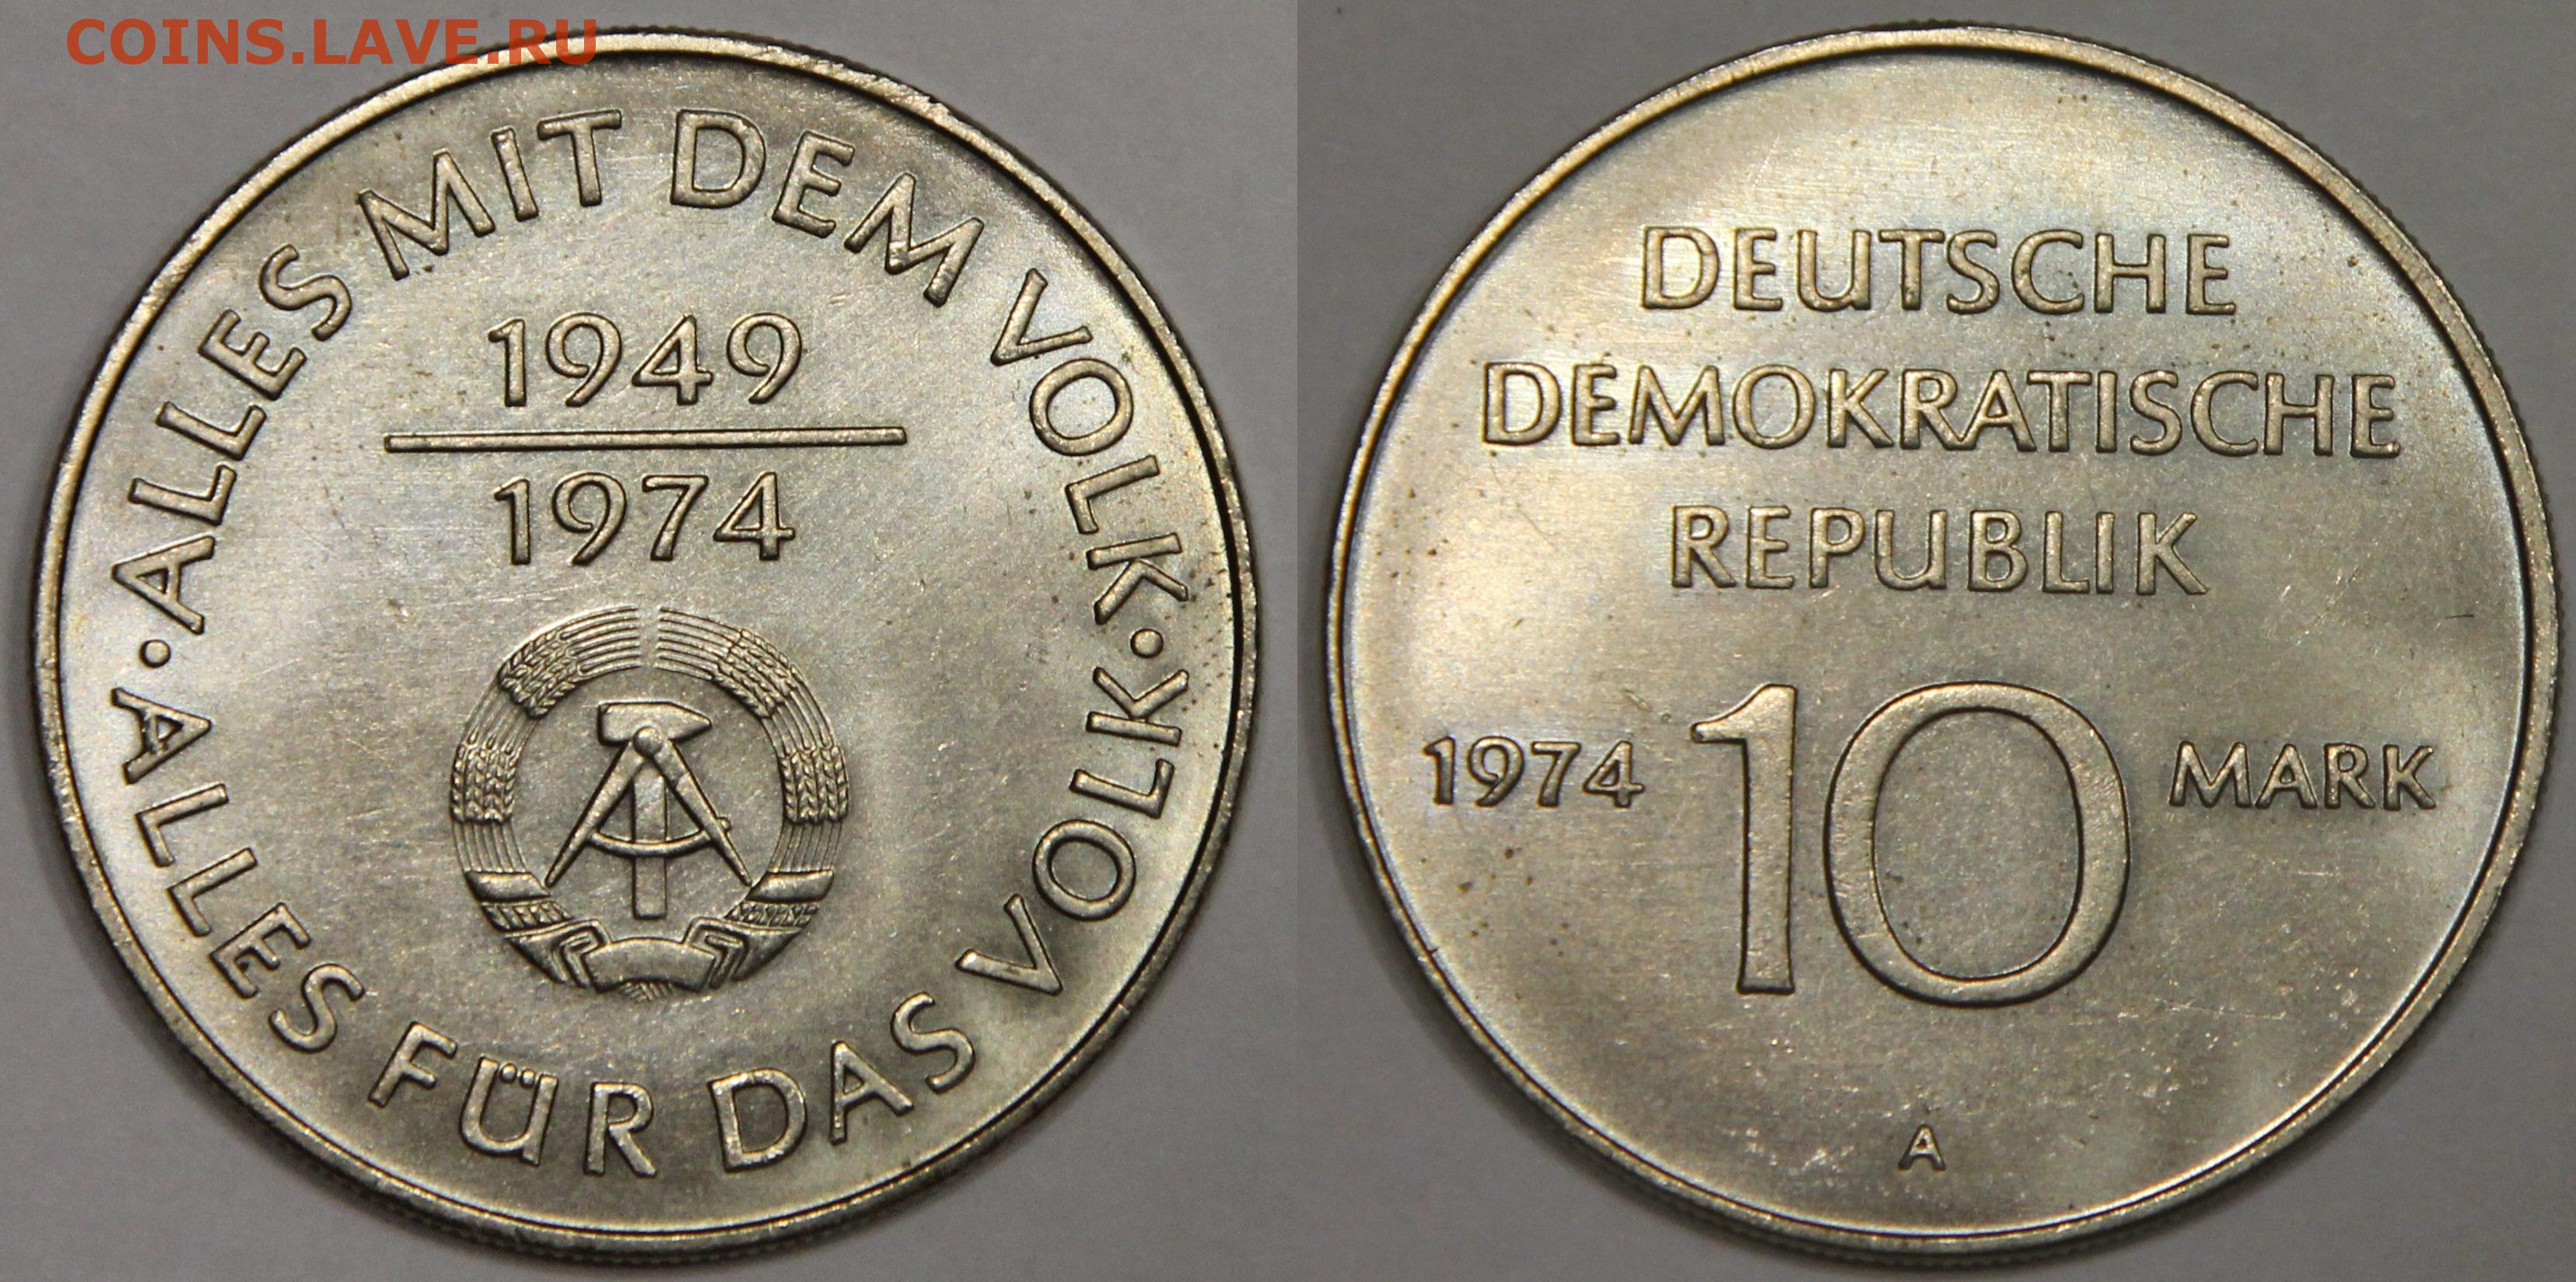 COINS.LAVE.RU
· ALLES MIT DEM VOLK · ALLES FÜR DAS VOLK
1949
1974
DEUTSCHE
DEMOKRATISCHE
REPUBLIK
1974 10 MARK
A